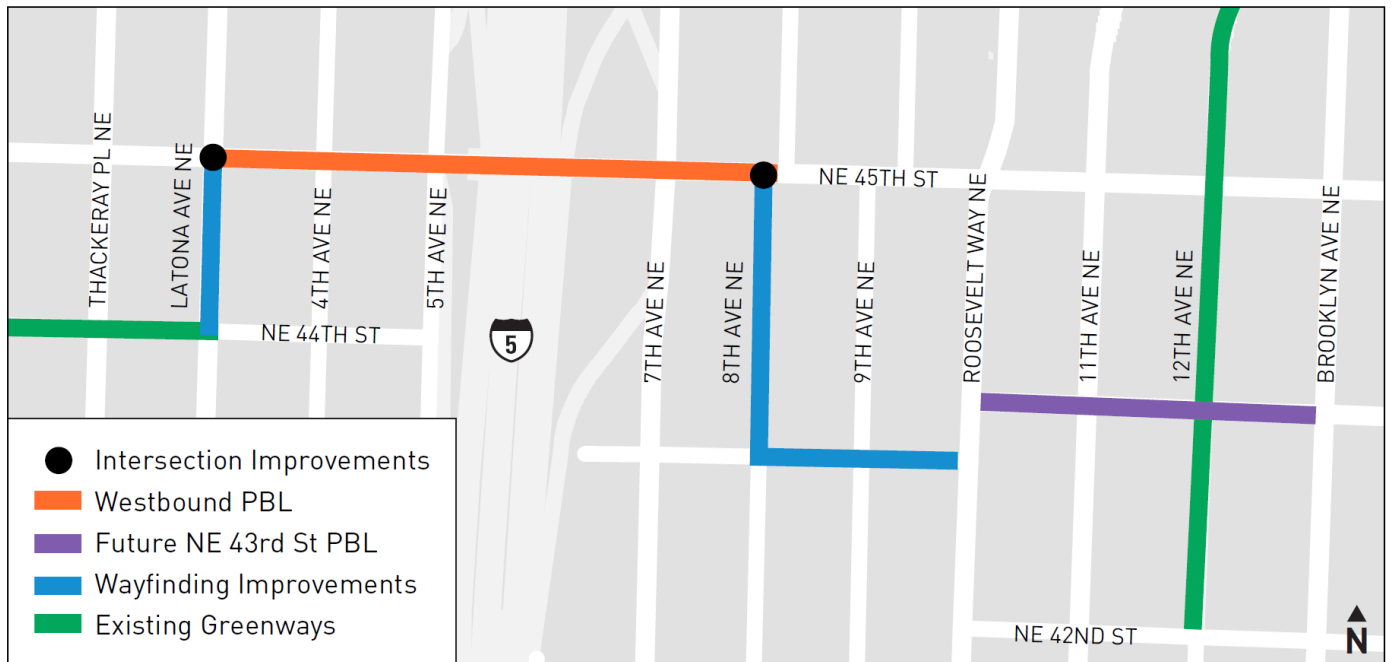 THACKERAY PL NE
LATONA AVE NE
4TH AVE NE
5TH AVE NE
NE 45TH ST
NE 44TH ST
5
7TH AVE NE
8TH AVE NE
9TH AVE NE
ROOSEVELT WAY NE
11TH AVE NE
12TH AVE NE
BROOKLYN AVE NE
Intersection Improvements
Westbound PBL
Future NE 43rd St PBL
Wayfinding Improvements
Existing Greenways
NE 42ND ST
N